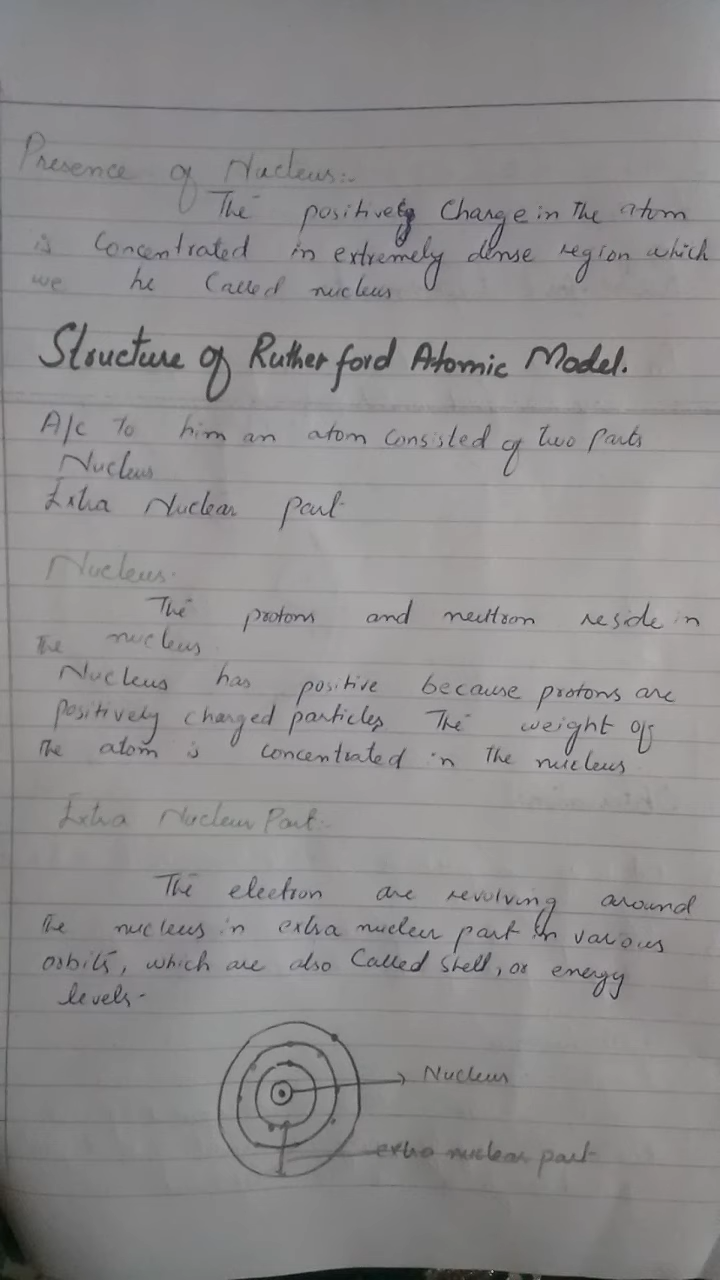 Presence of Nucleus:-
The positively Charge in The atom
is Concentrated in extremely dense region which
we he Called nucleus
Structure of Rutherford Atomic Model.
A/c To him an atom consisted of two Parts
Nucleus
Extra Nuclear part
Nucleus.
The protons and neutron reside in
The nucleus
Nucleus has positive because protons are
positively charged particles, The weight of
The atom is concentrated in the nucleus
Extra Nuclear Part-
The electron are revolving around
The nucleus in extra nuclear part in various
orbits, which are also Called Shell, or energy
levels-
Nucleus
extra nuclear part